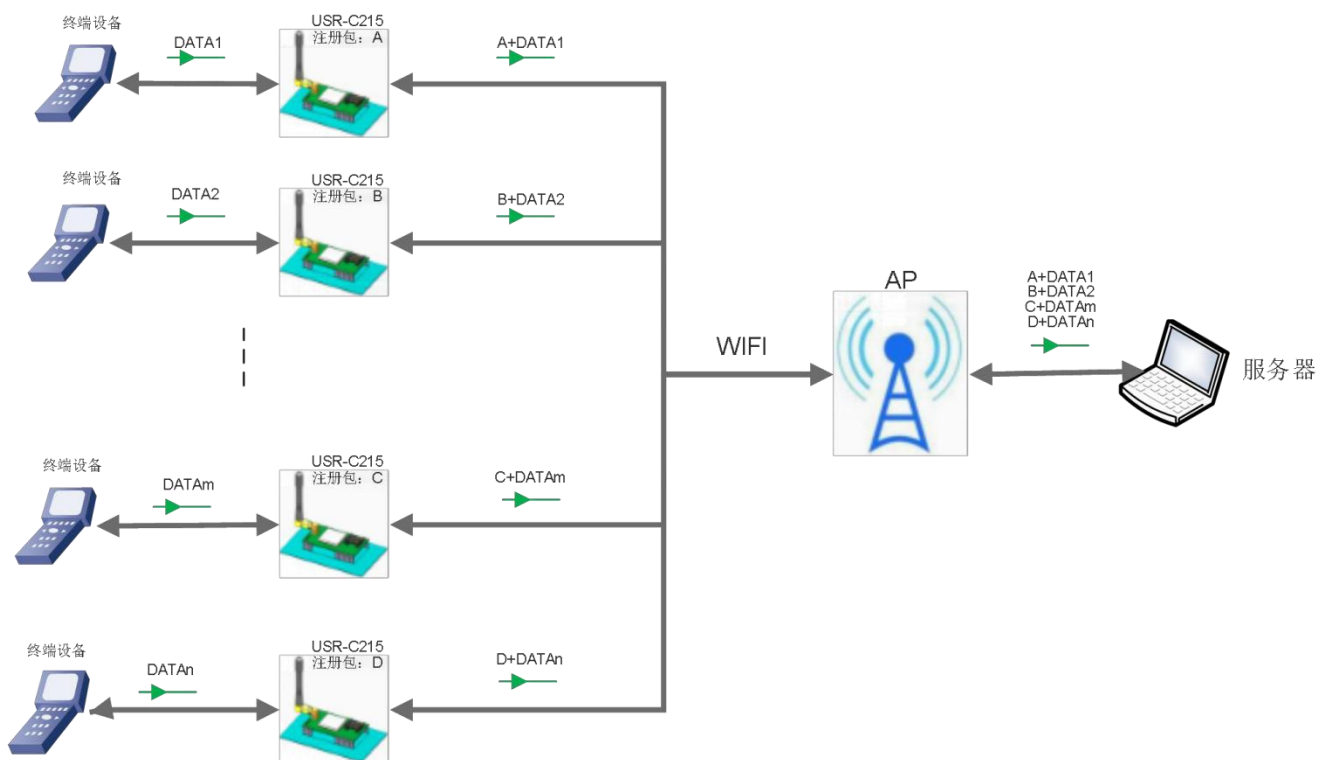 终端设备
DATA1
USR-C215
注册包：A
A+DATA1
终端设备
DATA2
USR-C215
注册包：B
B+DATA2
WIFI
AP
A+DATA1
B+DATA2
C+DATAm
D+DATAn
服务器
终端设备
DATAm
USR-C215
注册包：C
C+DATAm
终端设备
DATAn
USR-C215
注册包：D
D+DATAn